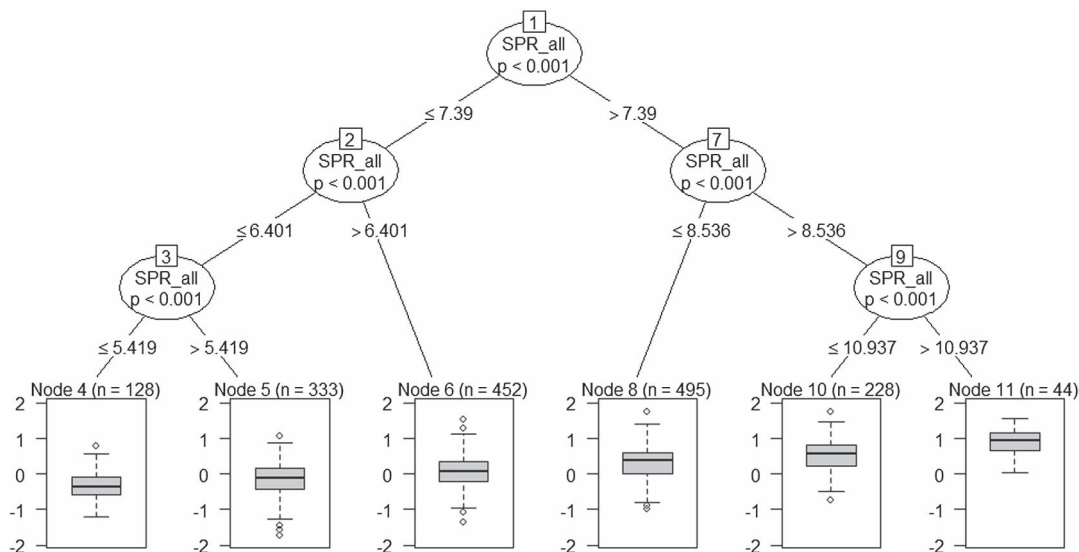 1
SPR_all
p < 0.001
≤ 7.39
> 7.39
2
SPR_all
p < 0.001
7
SPR_all
p < 0.001
≤ 6.401
> 6.401
≤ 8.536
> 8.536
3
SPR_all
p < 0.001
9
SPR_all
p < 0.001
≤ 5.419
> 5.419
≤ 10.937
> 10.937
Node 4 (n = 128)
2
1
0
-1
-2
Node 5 (n = 333)
2
1
0
-1
-2
Node 6 (n = 452)
2
1
0
-1
-2
Node 8 (n = 495)
2
1
0
-1
-2
Node 10 (n = 228)
2
1
0
-1
-2
Node 11 (n = 44)
2
1
0
-1
-2